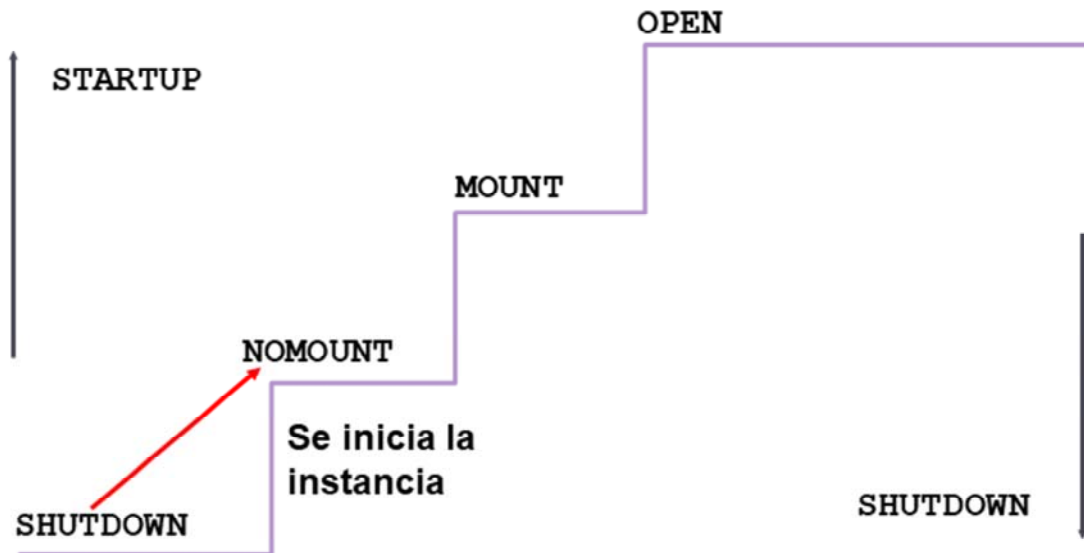 OPEN
STARTUP
MOUNT
NOMOUNT
Se inicia la
instancia
SHUTDOWN
SHUTDOWN